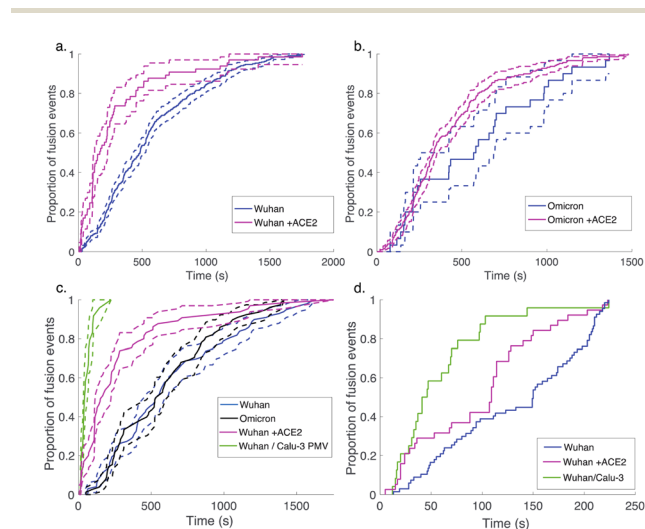 a.
Proportion of fusion events
1
0.8
0.6
0.4
0.2
0
0 500 1000 1500 2000
Time (s)
Wuhan
Wuhan +ACE2
b.
Proportion of fusion events
1
0.8
0.6
0.4
0.2
0
0 500 1000 1500
Time (s)
Omicron
Omicron +ACE2
c.
Proportion of fusion events
1
0.8
0.6
0.4
0.2
0
0 500 1000 1500
Time (s)
Wuhan
Omicron
Wuhan +ACE2
Wuhan / Calu-3 PMV
d.
Proportion of fusion events
1
0.8
0.6
0.4
0.2
0
0 50 100 150 200 250
Time (s)
Wuhan
Wuhan +ACE2
Wuhan/Calu-3